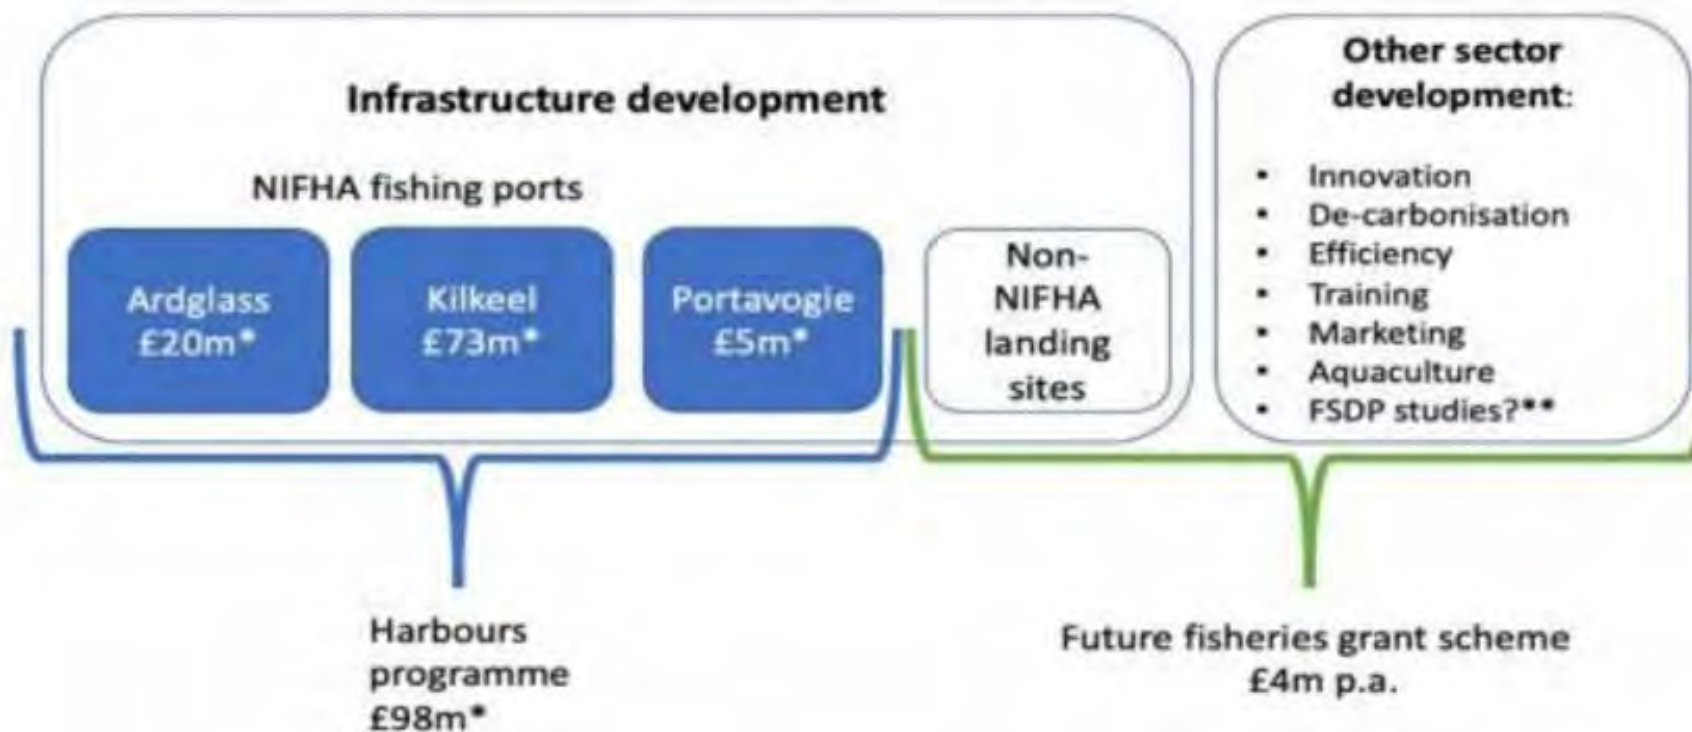 Infrastructure development
NIFHA fishing ports
Ardglass
£20m*
Kilkeel
£73m*
Portavogie
£5m*
Non-
NIFHA
landing
sites
Other sector
development:
• Innovation
• De-carbonisation
• Efficiency
• Training
• Marketing
• Aquaculture
• FSDP studies?**
Harbours
programme
£98m*
Future fisheries grant scheme
£4m p.a.